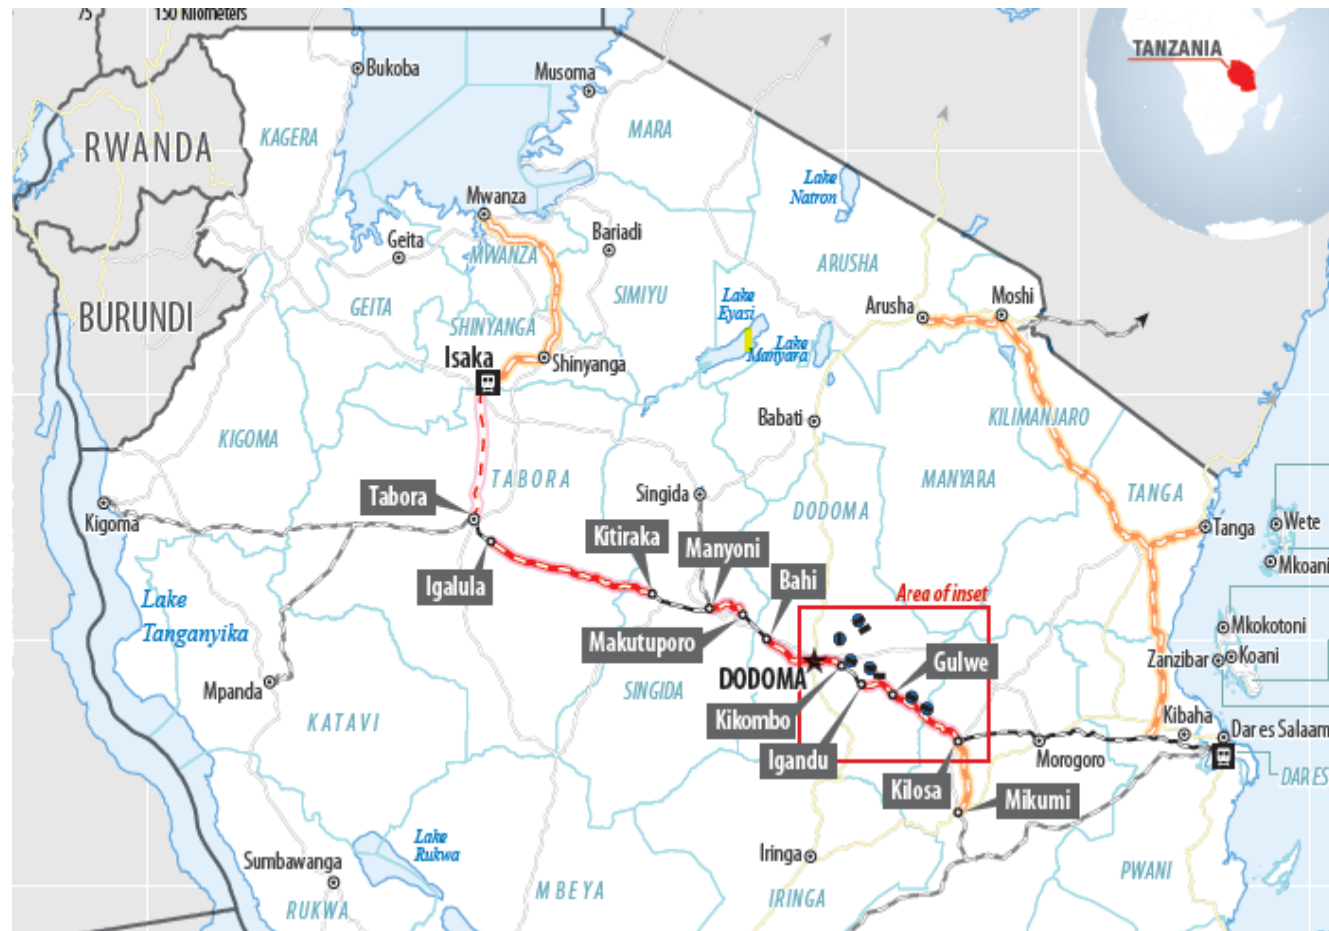 75
150 Kilometers
TANZANIA
Bukoba
Musoma
MARA
KAGERA
RWANDA
Lake
Natron
Mwanza
Geita
Bariadi
MWANZA
ARUSHA
BURUNDI
GEITA
SIMIYU
Lake
Eyasi
Arusha
Moshi
SHINYANGA
Isaka
Shinyanga
Lake
Manyara
Babati
KILIMANJARO
KIGOMA
TABORA
MANYARA
TANGA
Tabora
Singida
DODOMA
Kigoma
Kitiraka
Manyoni
Tanga
Wete
Mkoani
Igalula
Bahi
Area of inset
Lake
Tanganyika
Makutuporo
Mkokotoni
Gulwe
Zanzibar
Koani
DODOMA
Mpanda
SINGIDA
Kikombo
KATAVI
Kibaha
Dar es Salaam
Igandu
Morogoro
DAR ES
Kilosa
Mikumi
Lake
Rukwa
Sumbawanga
Iringa
PWANI
MBEYA
IRINGA
RUKWA